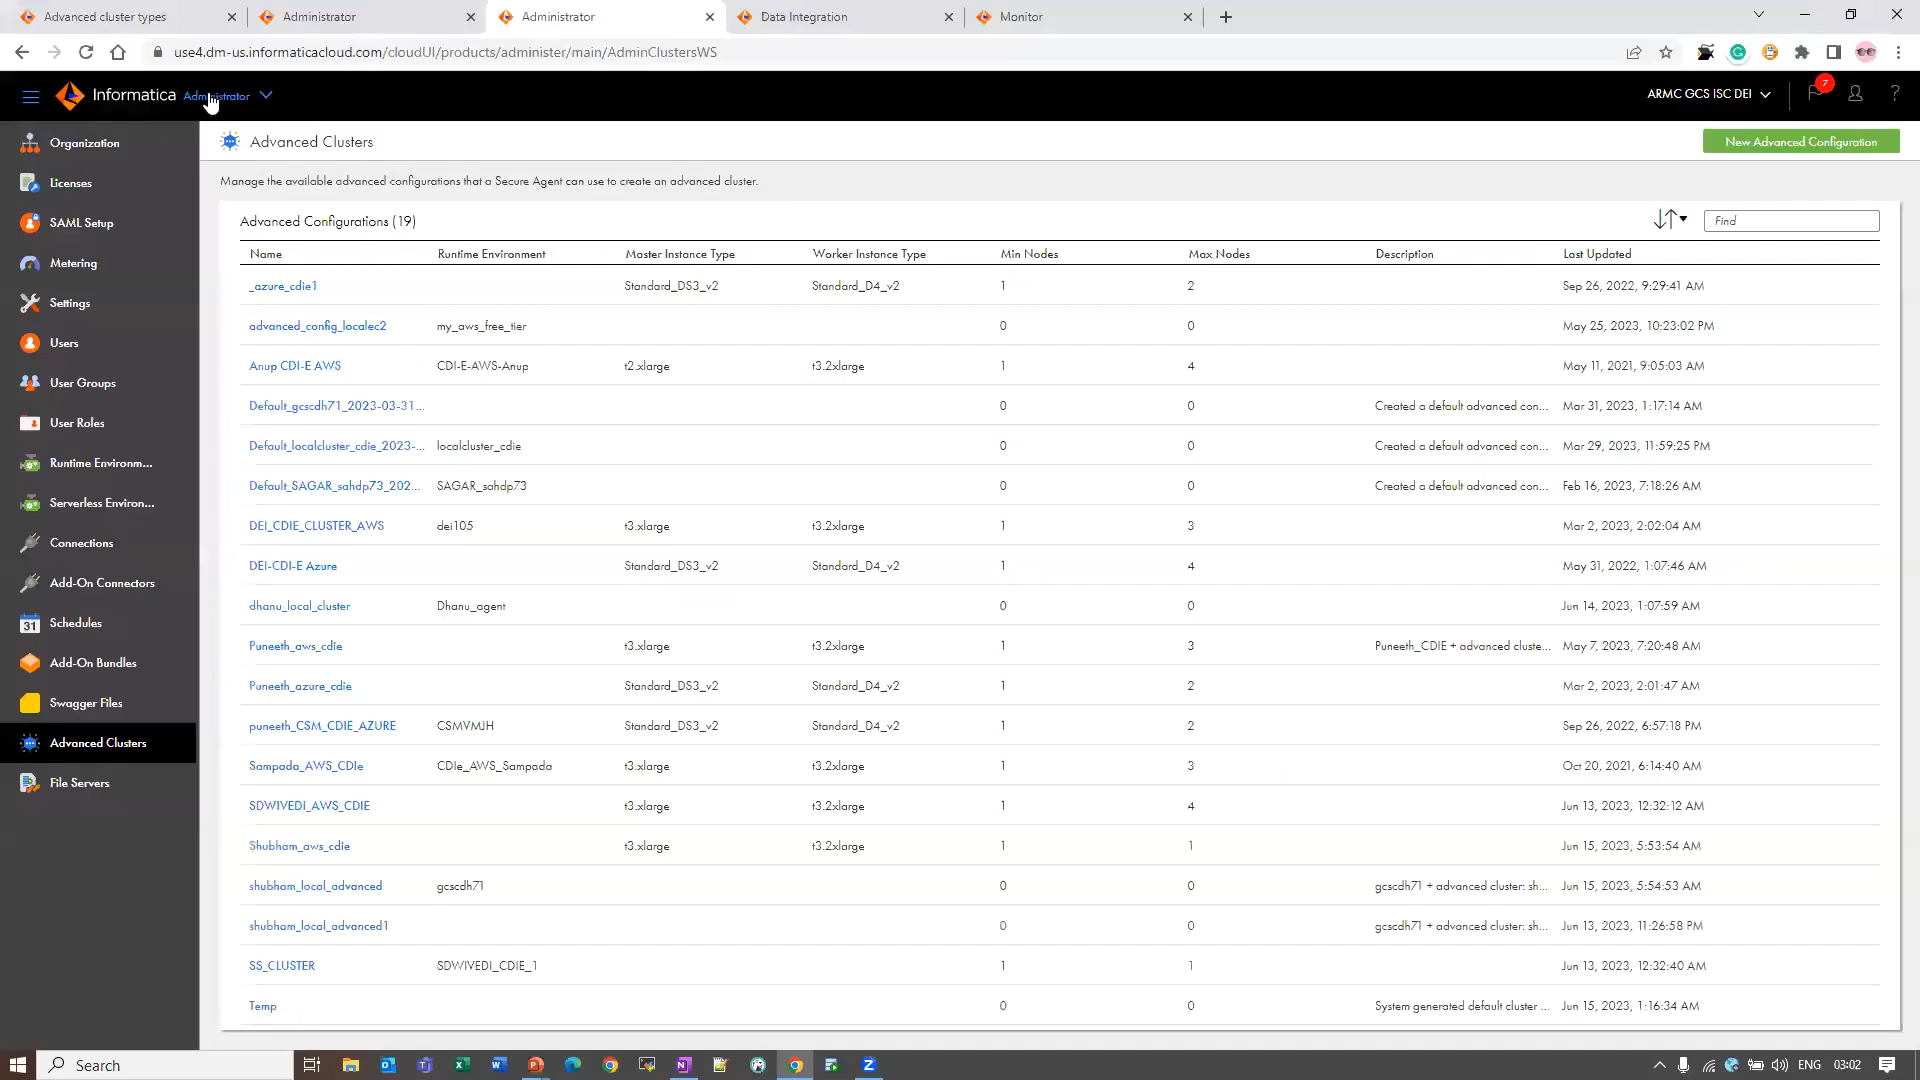 Advanced cluster types
Administrator
Administrator
Data Integration
Monitor
use4.dm-us.informaticacloud.com/cloudUI/products/administer/main/AdminClustersWS
Informatica Administrator
ARMC GCS ISC DEI
7
?
Organization
Licenses
SAML Setup
Metering
Settings
Users
User Groups
User Roles
Runtime Environm...
Serverless Environ...
Connections
Add-On Connectors
31 Schedules
Add-On Bundles
Swagger Files
Advanced Clusters
File Servers
Advanced Clusters
New Advanced Configuration
Manage the available advanced configurations that a Secure Agent can use to create an advanced cluster.
Advanced Configurations (19)
Find
Name Runtime Environment Master Instance Type Worker Instance Type Min Nodes Max Nodes Description Last Updated
_azure_cdie1 Standard_DS3_v2 Standard_D4_v2 1 2 Sep 26, 2022, 9:29:41 AM
advanced_config_localec2 my_aws_free_tier 0 0 May 25, 2023, 10:23:02 PM
Anup CDI-E AWS CDI-E-AWS-Anup t2.xlarge t3.2xlarge 1 4 May 11, 2021, 9:05:03 AM
Default_gcscdh71_2023-03-31... 0 0 Created a default advanced con... Mar 31, 2023, 1:17:14 AM
Default_localcluster_cdie_2023-... localcluster_cdie 0 0 Created a default advanced con... Mar 29, 2023, 11:59:25 PM
Default_SAGAR_sahdp73_202... SAGAR_sahdp73 0 0 Created a default advanced con... Feb 16, 2023, 7:18:26 AM
DEI_CDIE_CLUSTER_AWS dei105 t3.xlarge t3.2xlarge 1 3 Mar 2, 2023, 2:02:04 AM
DEI-CDI-E Azure Standard_DS3_v2 Standard_D4_v2 1 4 May 31, 2022, 1:07:46 AM
dhanu_local_cluster Dhanu_agent 0 0 Jun 14, 2023, 1:07:59 AM
Puneeth_aws_cdie t3.xlarge t3.2xlarge 1 3 Puneeth_CDIE + advanced cluste... May 7, 2023, 7:20:48 AM
Puneeth_azure_cdie Standard_DS3_v2 Standard_D4_v2 1 2 Mar 2, 2023, 2:01:47 AM
puneeth_CSM_CDIE_AZURE CSMVMJH Standard_DS3_v2 Standard_D4_v2 1 2 Sep 26, 2022, 6:57:18 PM
Sampada_AWS_CDIe CDIe_AWS_Sampada t3.xlarge t3.2xlarge 1 3 Oct 20, 2021, 6:14:40 AM
SDWIVEDI_AWS_CDIE t3.xlarge t3.2xlarge 1 4 Jun 13, 2023, 12:32:12 AM
Shubham_aws_cdie t3.xlarge t3.2xlarge 1 1 Jun 15, 2023, 5:53:54 AM
shubham_local_advanced gcscdh71 0 0 gcscdh71 + advanced cluster: sh... Jun 15, 2023, 5:54:53 AM
shubham_local_advanced1 0 0 gcscdh71 + advanced cluster: sh... Jun 13, 2023, 11:26:58 PM
SS_CLUSTER SDWIVEDI_CDIE_1 1 1 Jun 13, 2023, 12:32:40 AM
Temp 0 0 System generated default cluster ... Jun 15, 2023, 1:16:34 AM
Search
ENG 03:02